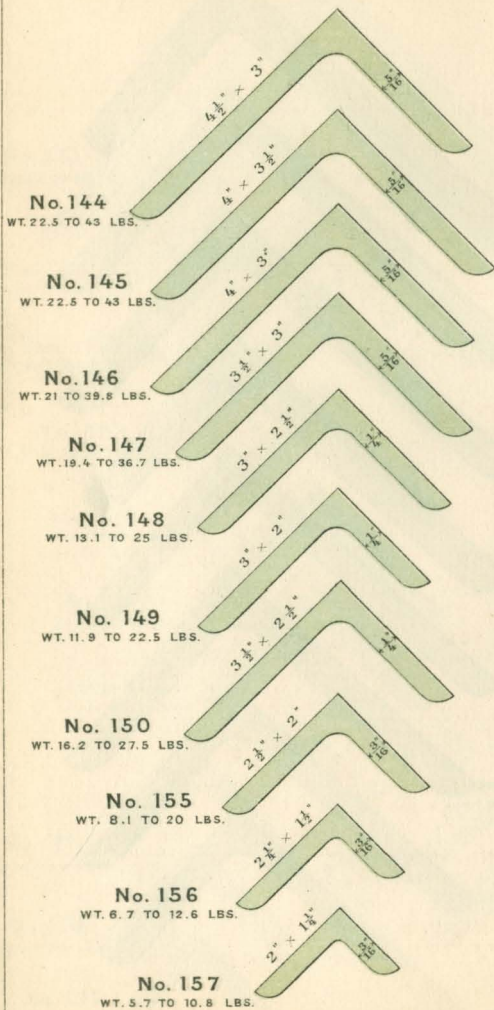 4½" × 3"
5/16"
No. 144
WT. 22.5 TO 43 LBS.
4" × 3½"
5/16"
No. 145
WT. 22.5 TO 43 LBS.
4" × 3"
5/16"
No. 146
WT. 21 TO 39.8 LBS.
3½" × 3"
5/16"
No. 147
WT. 19.4 TO 36.7 LBS.
3" × 2½"
1/4"
No. 148
WT. 13.1 TO 25 LBS.
3" × 2"
1/4"
No. 149
WT. 11.9 TO 22.5 LBS.
3½" × 2½"
1/4"
No. 150
WT. 16.2 TO 27.5 LBS.
2½" × 2"
3/16"
No. 155
WT. 8.1 TO 20 LBS.
2¼" × 1½"
3/16"
No. 156
WT. 6.7 TO 12.6 LBS.
2" × 1¼"
3/16"
No. 157
WT. 5.7 TO 10.8 LBS.